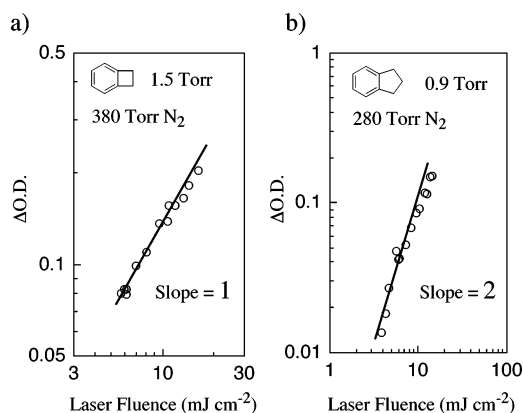 a)
0.5
1.5 Torr
380 Torr N₂
ΔO.D.
0.1
Slope = 1
0.05
3
10
30
Laser Fluence (mJ cm⁻²)
b)
1
0.9 Torr
280 Torr N₂
ΔO.D.
0.1
Slope = 2
0.01
1
10
100
Laser Fluence (mJ cm⁻²)